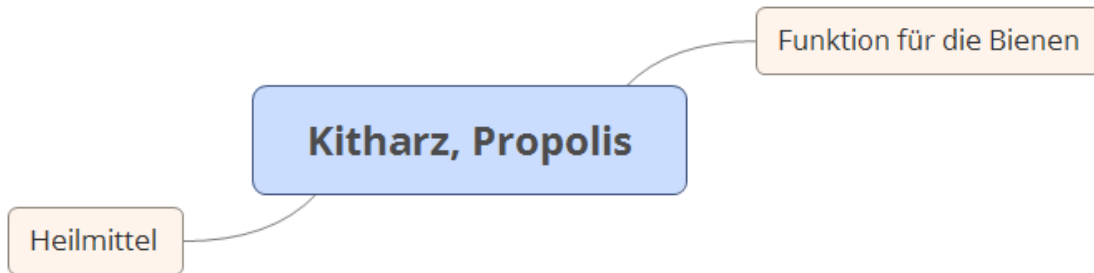 Funktion für die Bienen
Kitharz, Propolis
Heilmittel